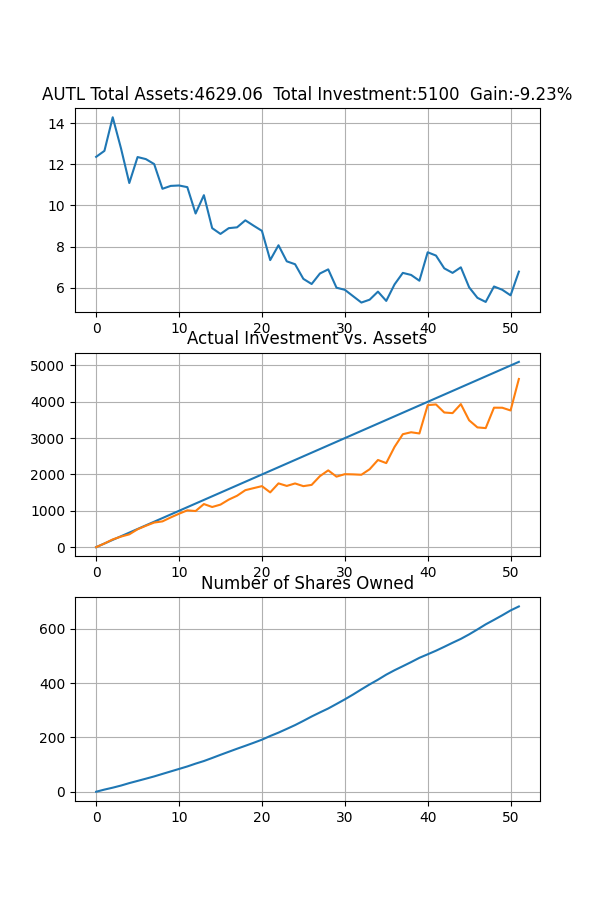 AUTL Total Assets:4629.06  Total Investment:5100  Gain:-9.23%
14
12
10
8
6
0 10 20 30 40 50
Actual Investment vs. Assets
5000
4000
3000
2000
1000
0
0 10 20 30 40 50
Number of Shares Owned
600
400
200
0
0 10 20 30 40 50